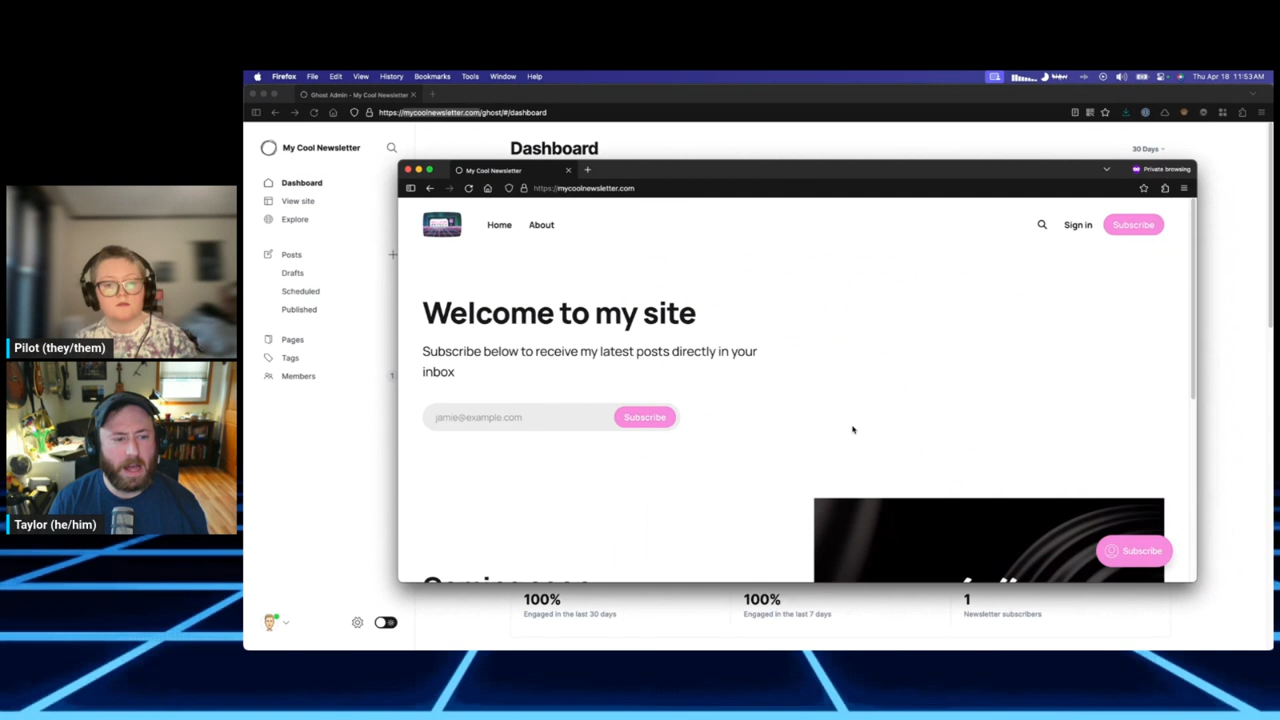 Firefox File Edit View History Bookmarks Tools Window Help
Thu Apr 18 11:53 AM
Ghost Admin - My Cool Newsletter
https://mycoolnewsletter.com/ghost/#/dashboard
My Cool Newsletter
Dashboard
View site
Explore
Posts
Drafts
Scheduled
Published
Pages
Tags
Members
1
Dashboard
30 Days
My Cool Newsletter
Private browsing
https://mycoolnewsletter.com
Home About
Sign in Subscribe
Welcome to my site
Subscribe below to receive my latest posts directly in your
inbox
jamie@example.com Subscribe
Subscribe
100%
Engaged in the last 30 days
100%
Engaged in the last 7 days
1
Newsletter subscribers
Pilot (they/them)
Taylor (he/him)